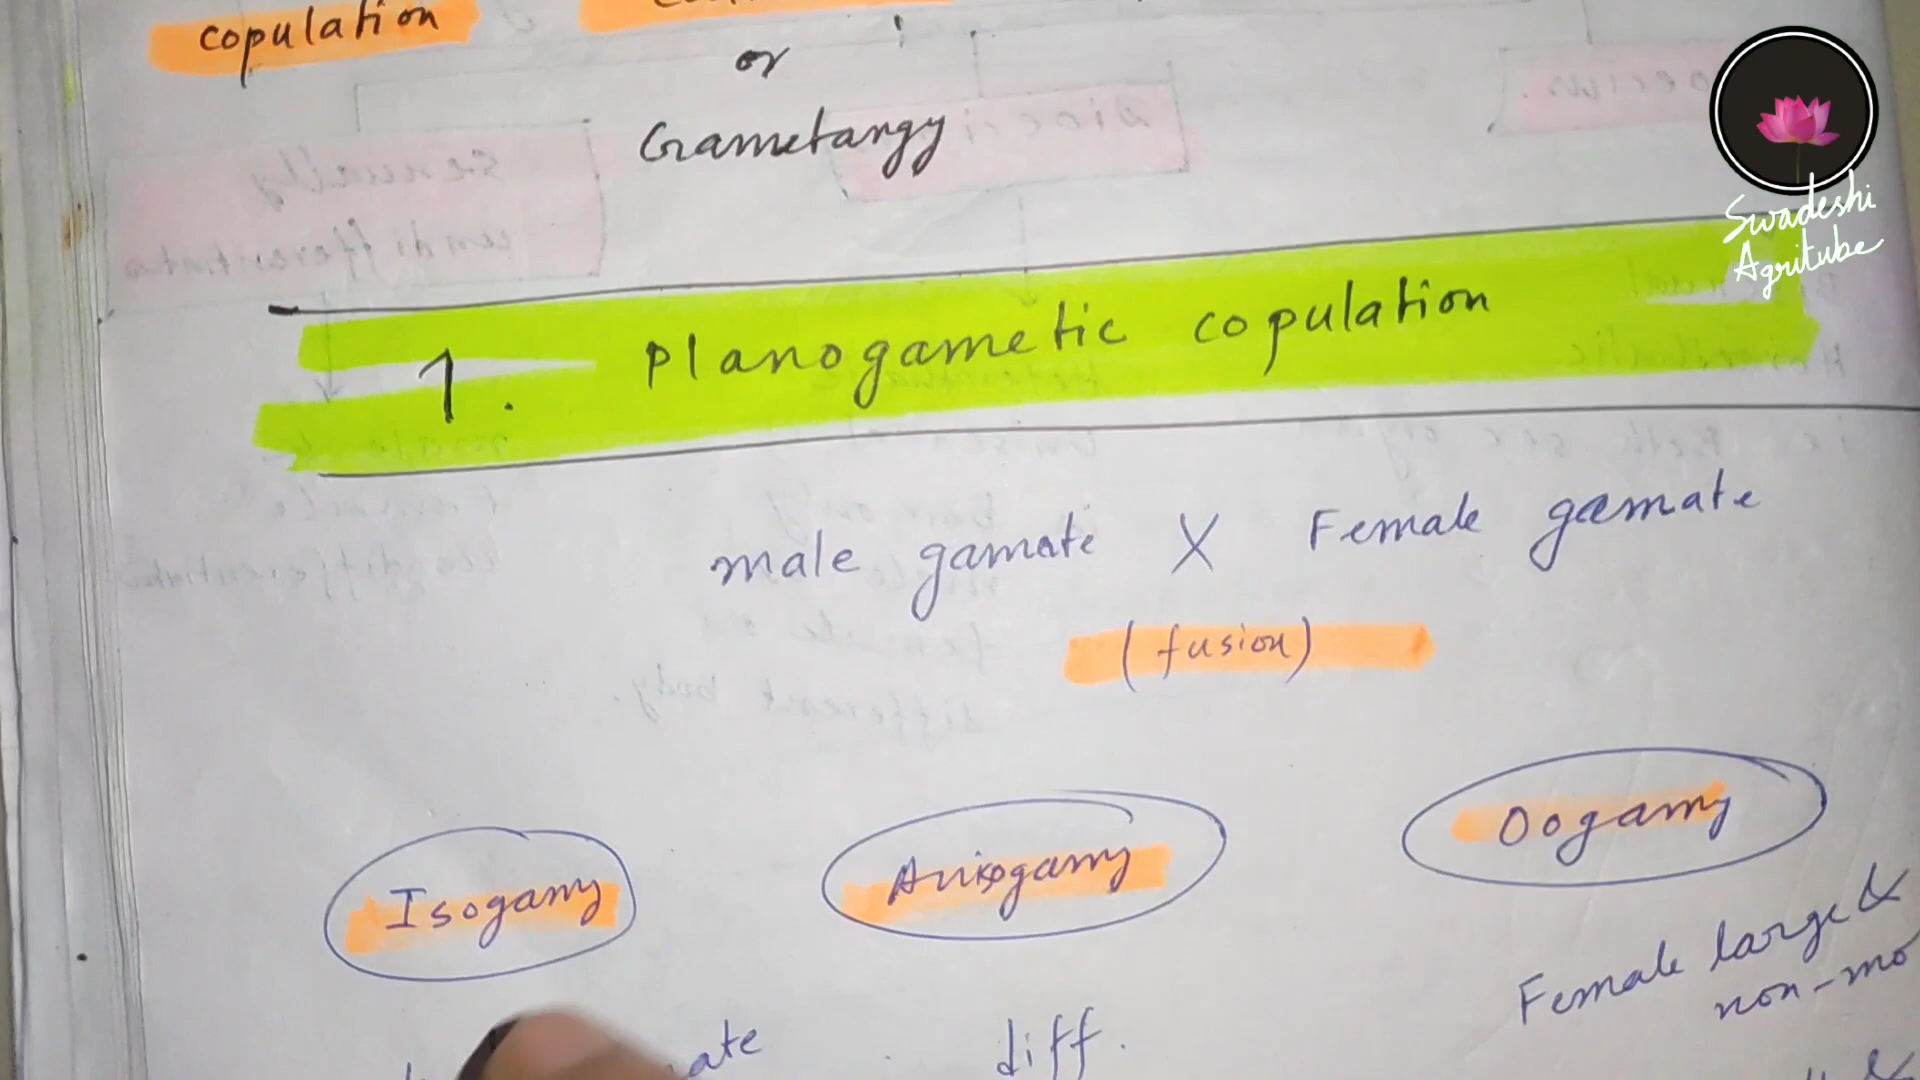 copulation
or
Gametangy
Swadeshi
Agritube
1. Planogametic copulation
male gamate X Female gamate
(fusion)
Isogamy Anisogamy Oogamy
Female large &
non-mo
ate diff.